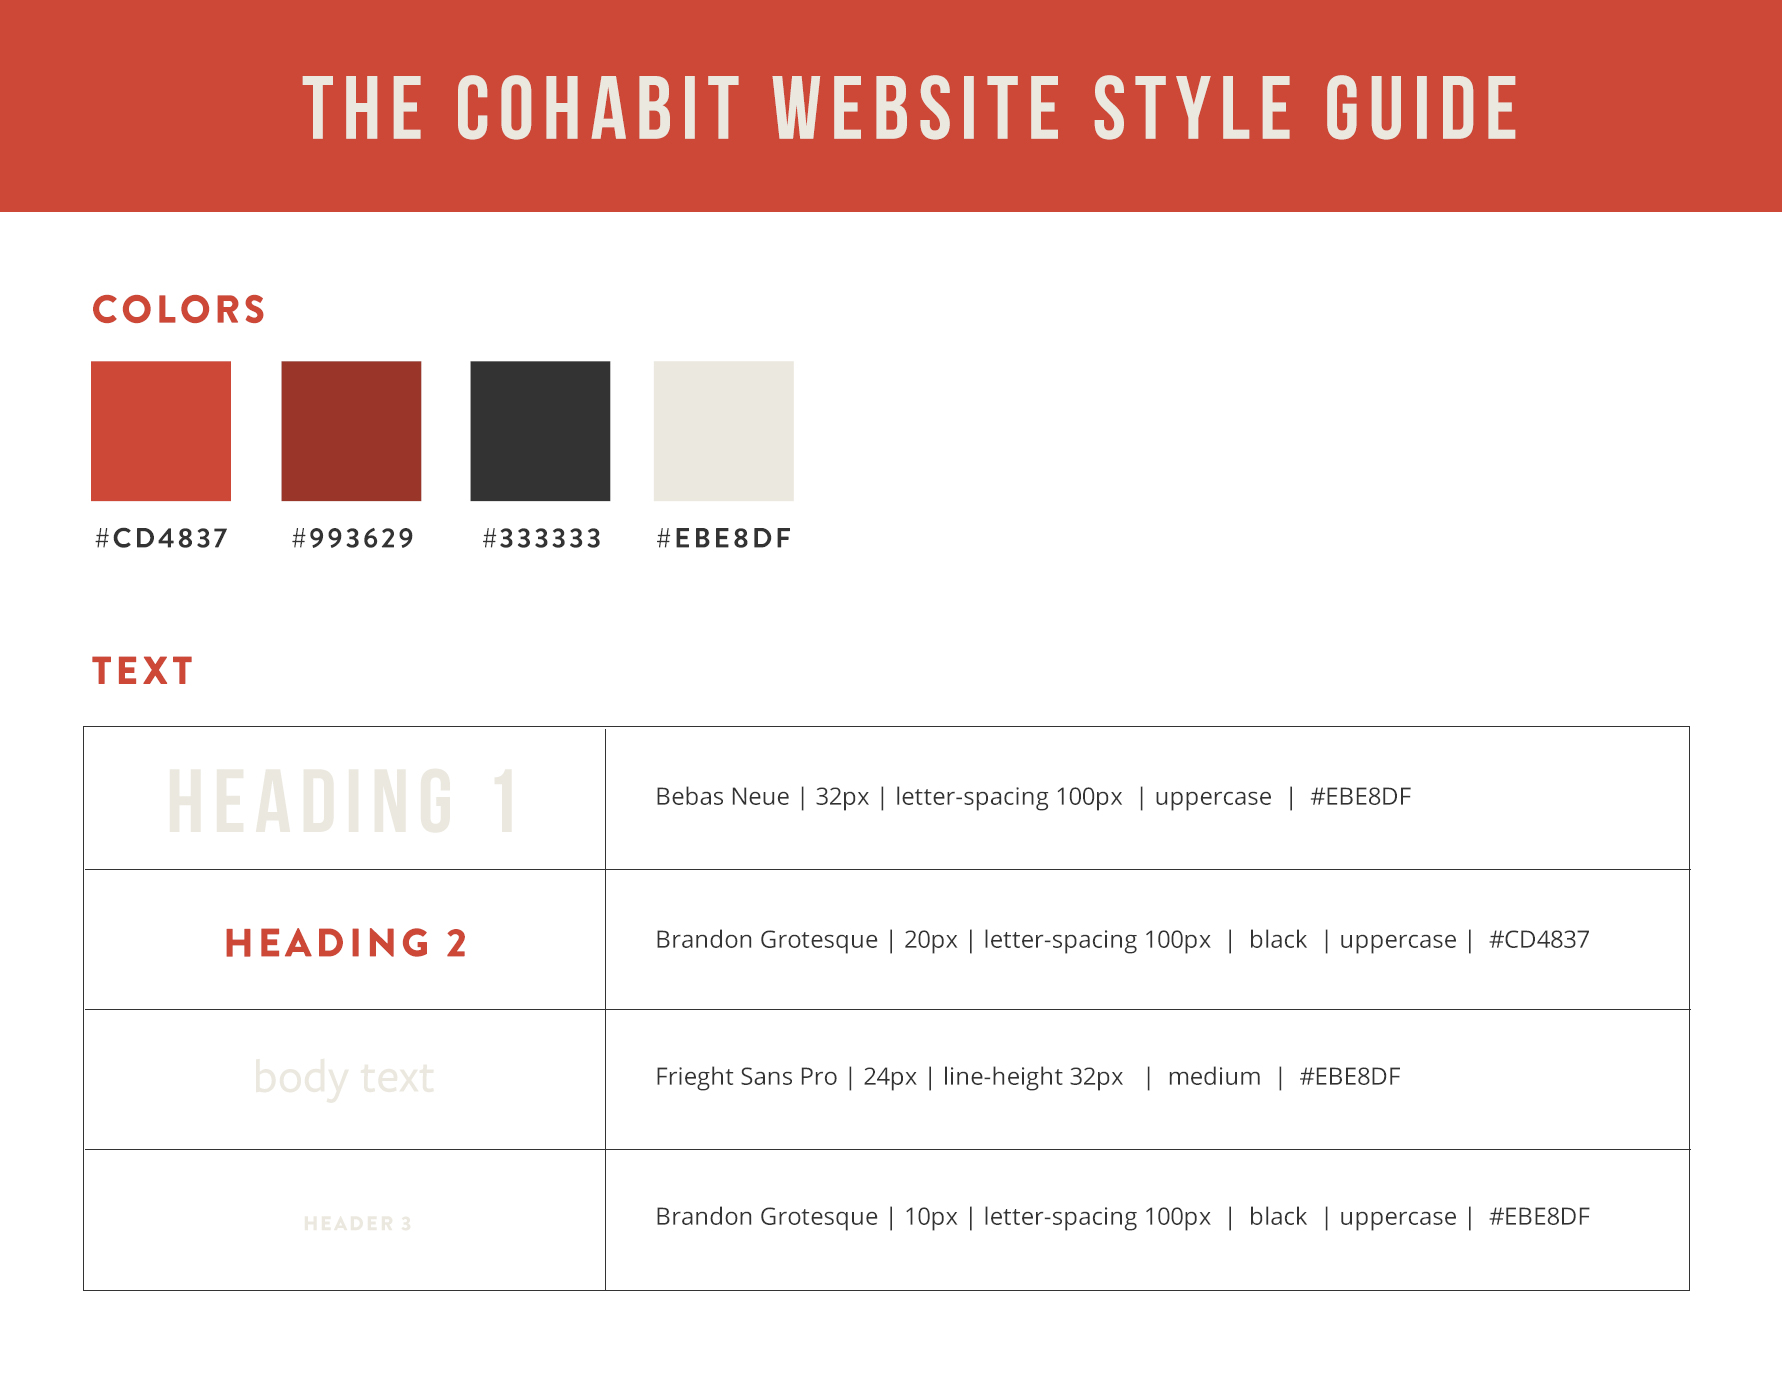 THE COHABIT WEBSITE STYLE GUIDE
COLORS
#CD4837 #993629 #333333 #EBE8DF
TEXT
HEADING 1 Bebas Neue | 32px | letter-spacing 100px | uppercase | #EBE8DF
HEADING 2 Brandon Grotesque | 20px | letter-spacing 100px | black | uppercase | #CD4837
body text Frieght Sans Pro | 24px | line-height 32px | medium | #EBE8DF
HEADER 3 Brandon Grotesque | 10px | letter-spacing 100px | black | uppercase | #EBE8DF